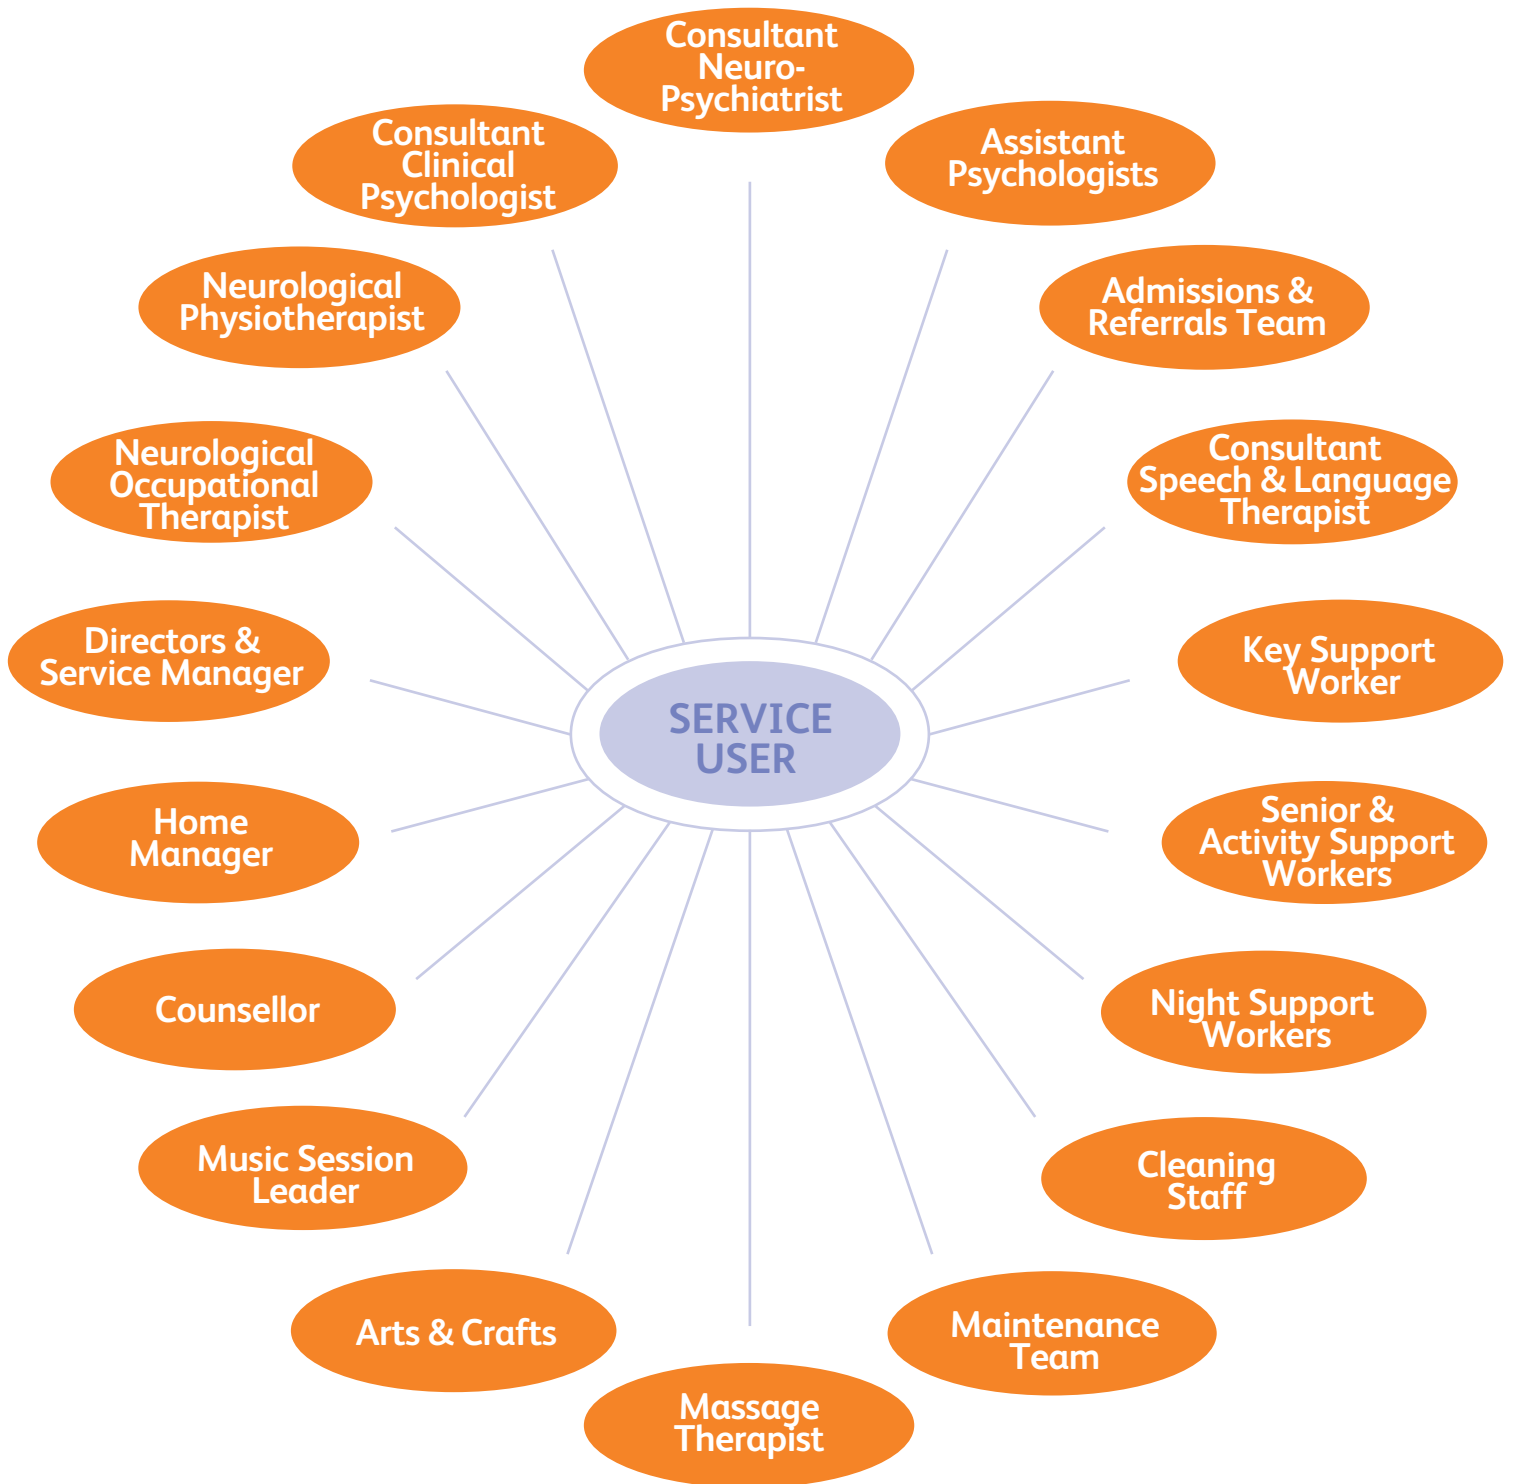 Consultant
Neuro-
Psychiatrist
Assistant
Psychologists
Admissions &
Referrals Team
Consultant
Speech & Language
Therapist
Key Support
Worker
Senior &
Activity Support
Workers
Night Support
Workers
Cleaning
Staff
Maintenance
Team
Massage
Therapist
Arts & Crafts
Music Session
Leader
Counsellor
Home
Manager
Directors &
Service Manager
Neurological
Occupational
Therapist
Neurological
Physiotherapist
Consultant
Clinical
Psychologist
SERVICE
USER